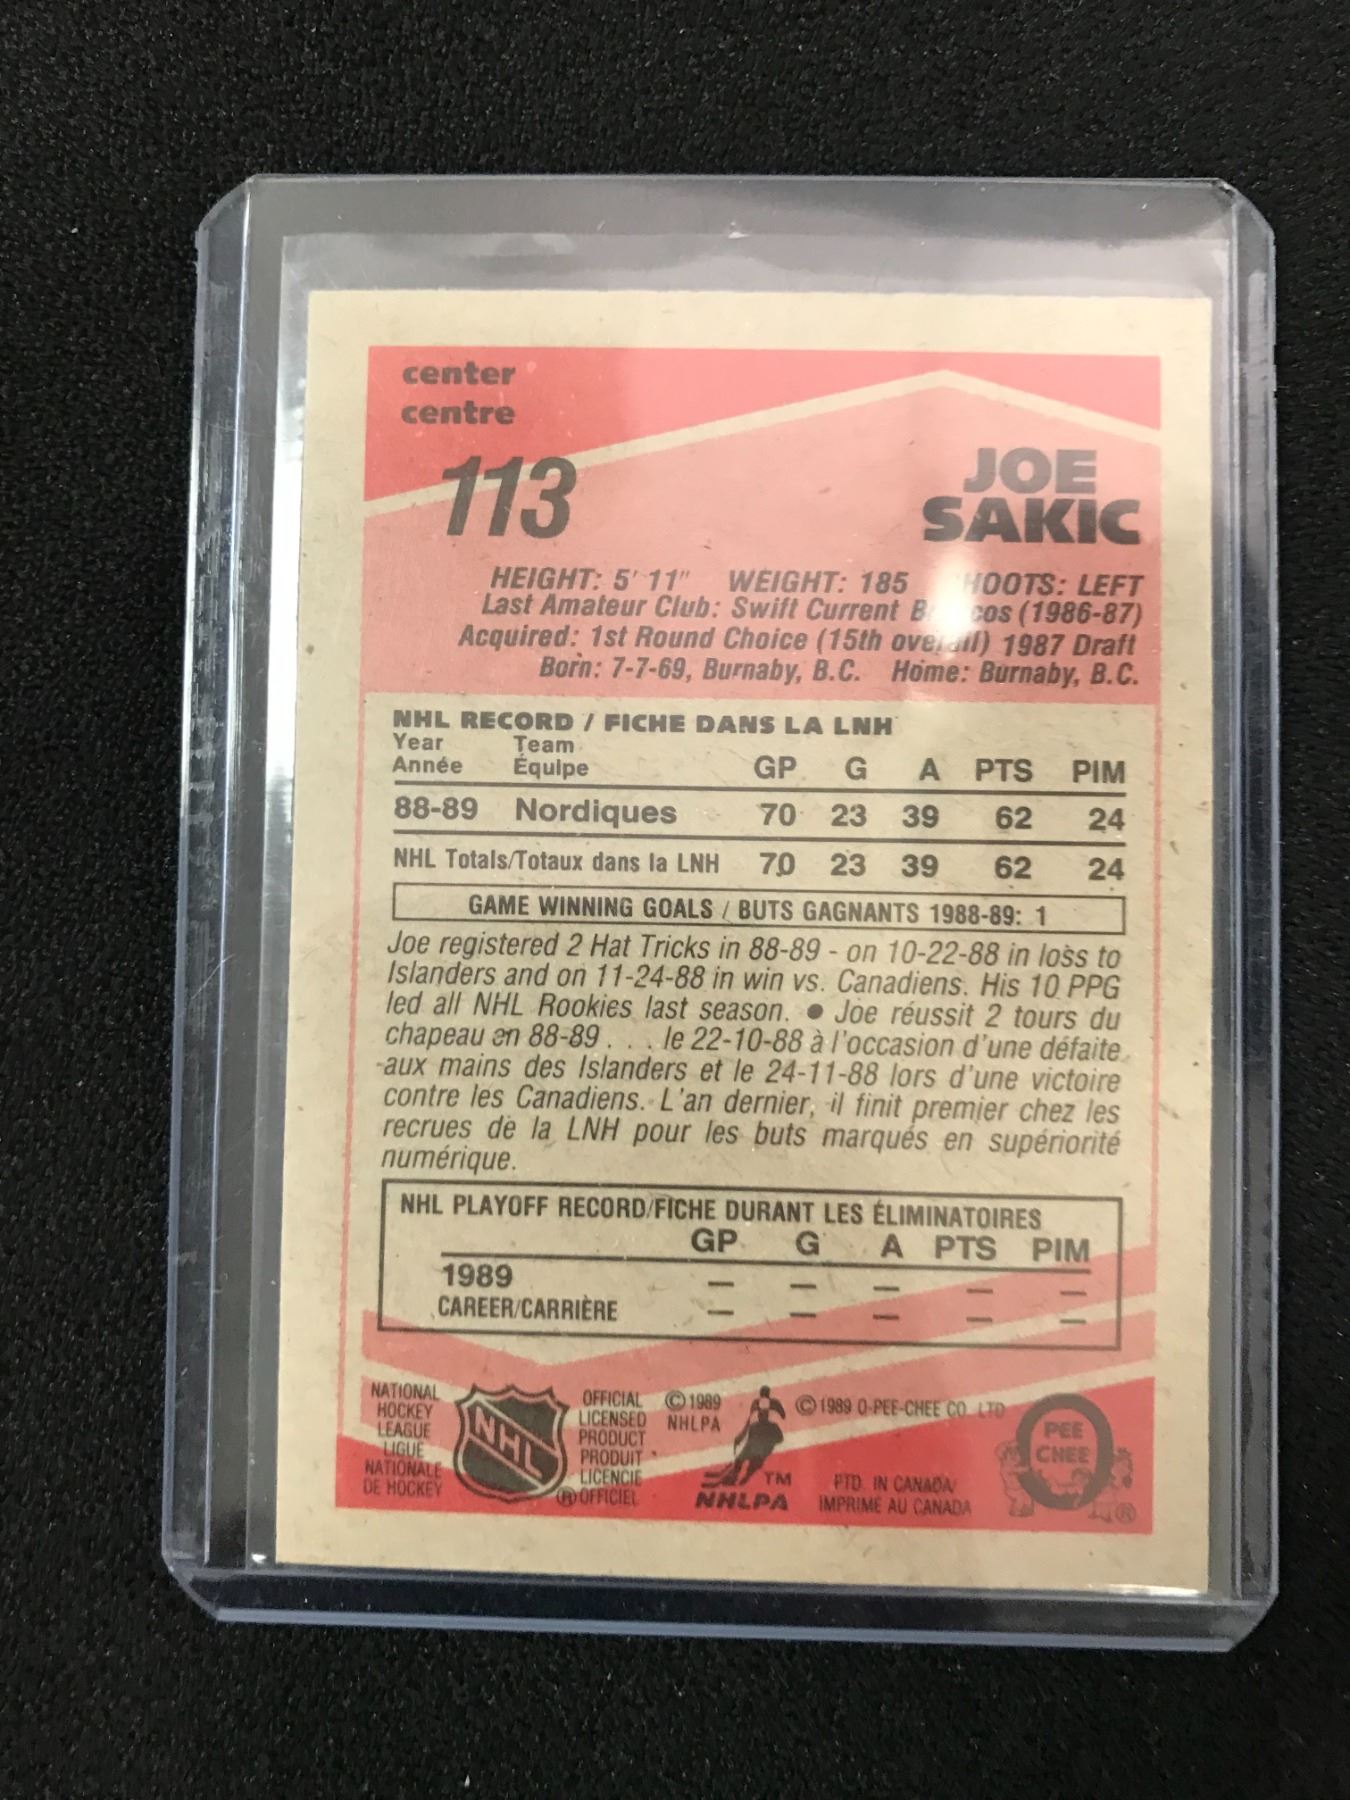 center
centre
113
JOE
SAKIC
HEIGHT: 5' 11" WEIGHT: 185 HOOTS: LEFT
Last Amateur Club: Swift Current (1986-87)
Acquired: 1st Round Choice (15th overall) 1987 Draft
Born: 7-7-69, Burnaby, B.C. Home: Burnaby, B.C.
NHL RECORD / FICHE DANS LA LNH
Year Team
Année Équipe GP G A PTS PIM
88-89 Nordiques 70 23 39 62 24
NHL Totals/Totaux dans la LNH 70 23 39 62 24
GAME WINNING GOALS / BUTS GAGNANTS 1988-89: 1
Joe registered 2 Hat Tricks in 88-89 - on 10-22-88 in loss to
Islanders and on 11-24-88 in win vs. Canadiens. His 10 PPG
led all NHL Rookies last season. ● Joe réussit 2 tours du
chapeau en 88-89 . . . le 22-10-88 à l'occasion d'une défaite
aux mains des Islanders et le 24-11-88 lors d'une victoire
contre les Canadiens. L'an dernier, il finit premier chez les
recrues de la LNH pour les buts marqués en supériorité
numérique.
NHL PLAYOFF RECORD/FICHE DURANT LES ÉLIMINATOIRES
GP G A PTS PIM
1989 — — — — —
CAREER/CARRIÈRE — — — — —
NATIONAL
HOCKEY
LEAGUE
LIGUE
NATIONALE
DE HOCKEY
NHL
OFFICIAL
LICENSED
PRODUCT
PRODUIT
LICENCIE
® OFFICIEL
© 1989
NHLPA
TM
NHLPA
© 1989 O-PEE-CHEE CO. LTD
PTD. IN CANADA/
IMPRIMÉ AU CANADA
O
PEE
CHEE
®